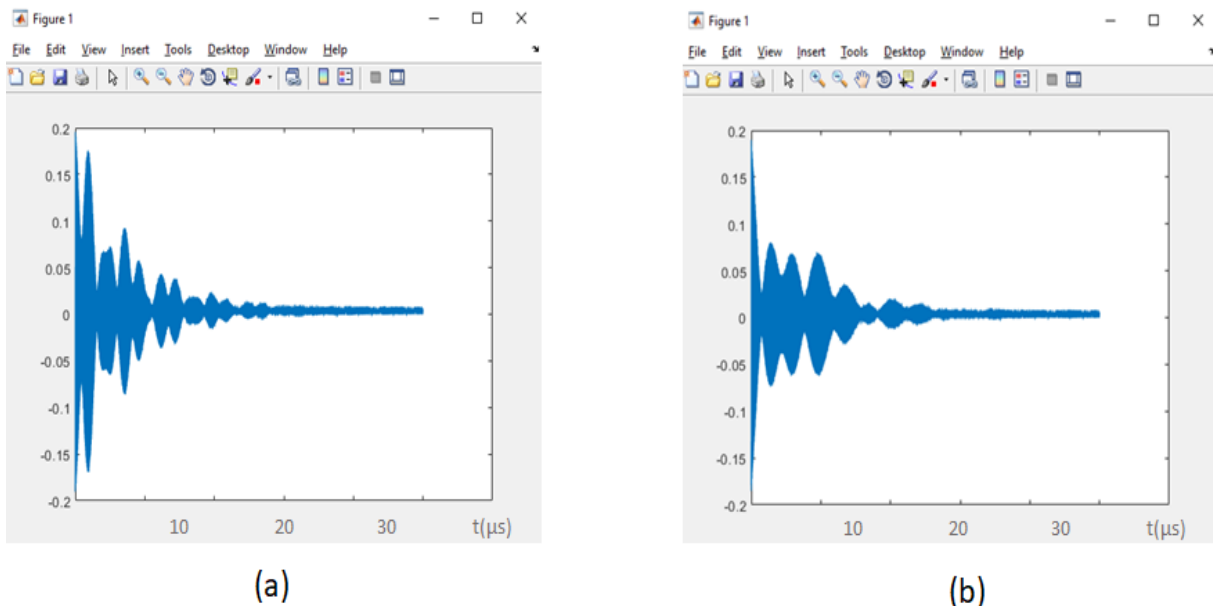 Figure 1
File Edit View Insert Tools Desktop Window Help
0.2
0.15
0.1
0.05
0
-0.05
-0.1
-0.15
-0.2
10 20 30 t(μs)
(a)
Figure 1
File Edit View Insert Tools Desktop Window Help
0.2
0.15
0.1
0.05
0
-0.05
-0.1
-0.15
-0.2
10 20 30 t(μs)
(b)